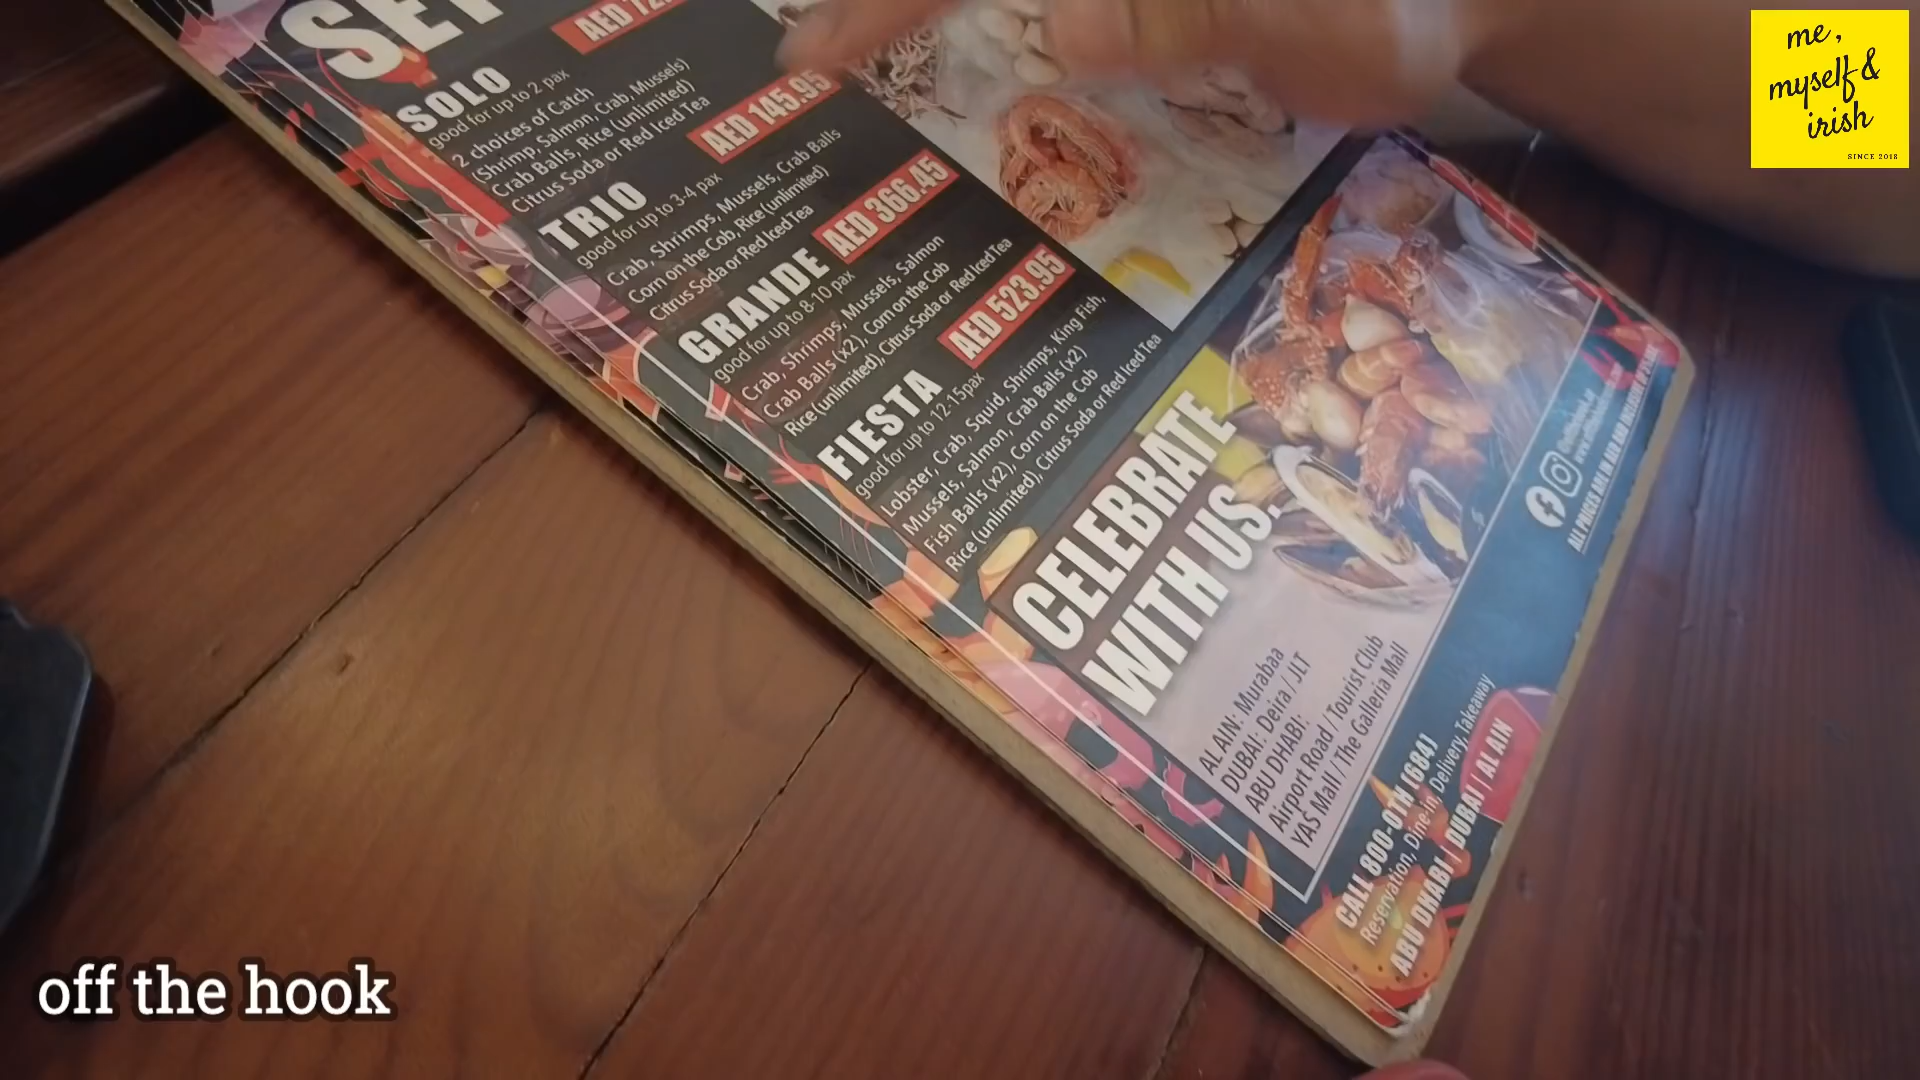 me,
myself &
irish
SINCE 2018
SET
SOLO
good for up to 2 pax
2 choices of Catch
(Shrimp, Salmon, Crab, Mussels)
Crab Balls, Rice (unlimited)
Citrus Soda or Red Iced Tea
TRIO AED 145.95
good for up to 3-4 pax
Crab, Shrimps, Mussels, Crab Balls
Corn on the Cob, Rice (unlimited)
Citrus Soda or Red Iced Tea
GRANDE AED 366.45
good for up to 8-10 pax
Crab, Shrimps, Mussels, Salmon
Crab Balls (x2), Corn on the Cob
Rice (unlimited), Citrus Soda or Red Iced Tea
FIESTA AED 523.95
good for up to 12-15pax
Lobster, Crab, Squid, Shrimps, King Fish,
Mussels, Salmon, Crab Balls (x2)
Fish Balls (x2), Corn on the Cob
Rice (unlimited), Citrus Soda or Red Iced Tea
CELEBRATE
WITH US.
AL AIN: Murabaa
DUBAI: Deira / JLT
ABU DHABI:
Airport Road / Tourist Club
YAS Mall / The Galleria Mall
CALL 800-OTH (684)
Reservation, Dine-in, Delivery, Takeaway
ABU DHABI | DUBAI | AL AIN
ALL PRICES ARE IN AED AND
off the hook